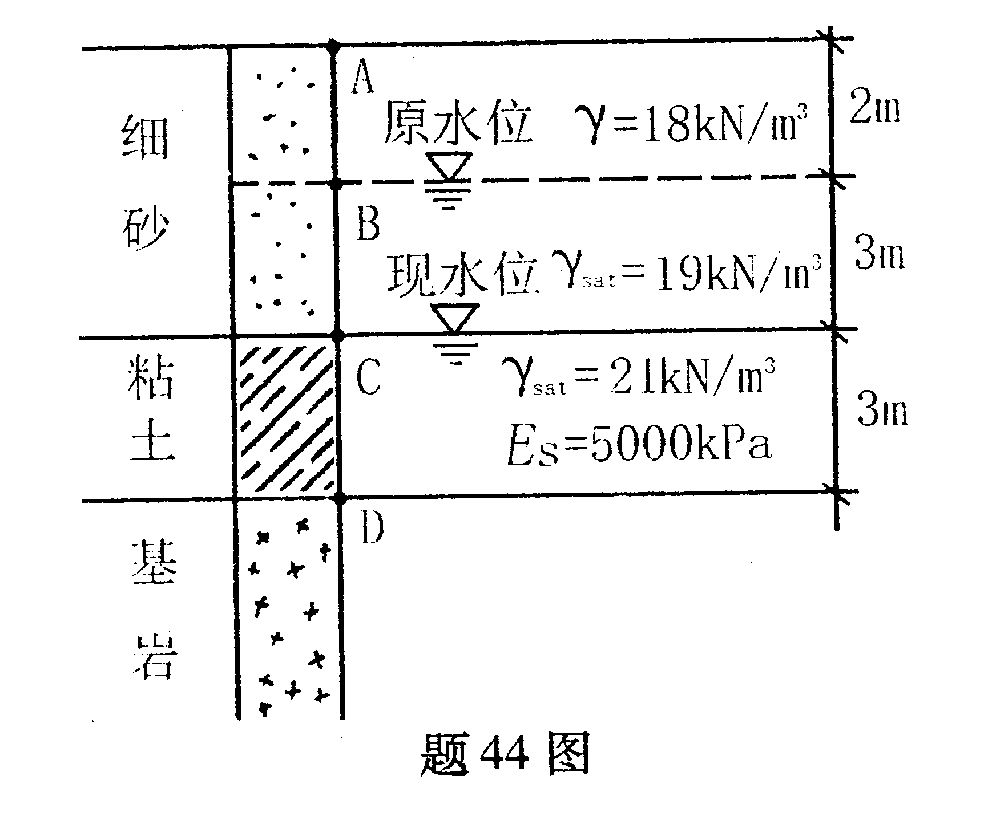 A
2m
原水位 γ=18kN/m³
细
砂
B
3m
现水位 γsat=19kN/m³
粘
土
C
γsat=21kN/m³
3m
Es=5000kPa
D
基
岩
题44图